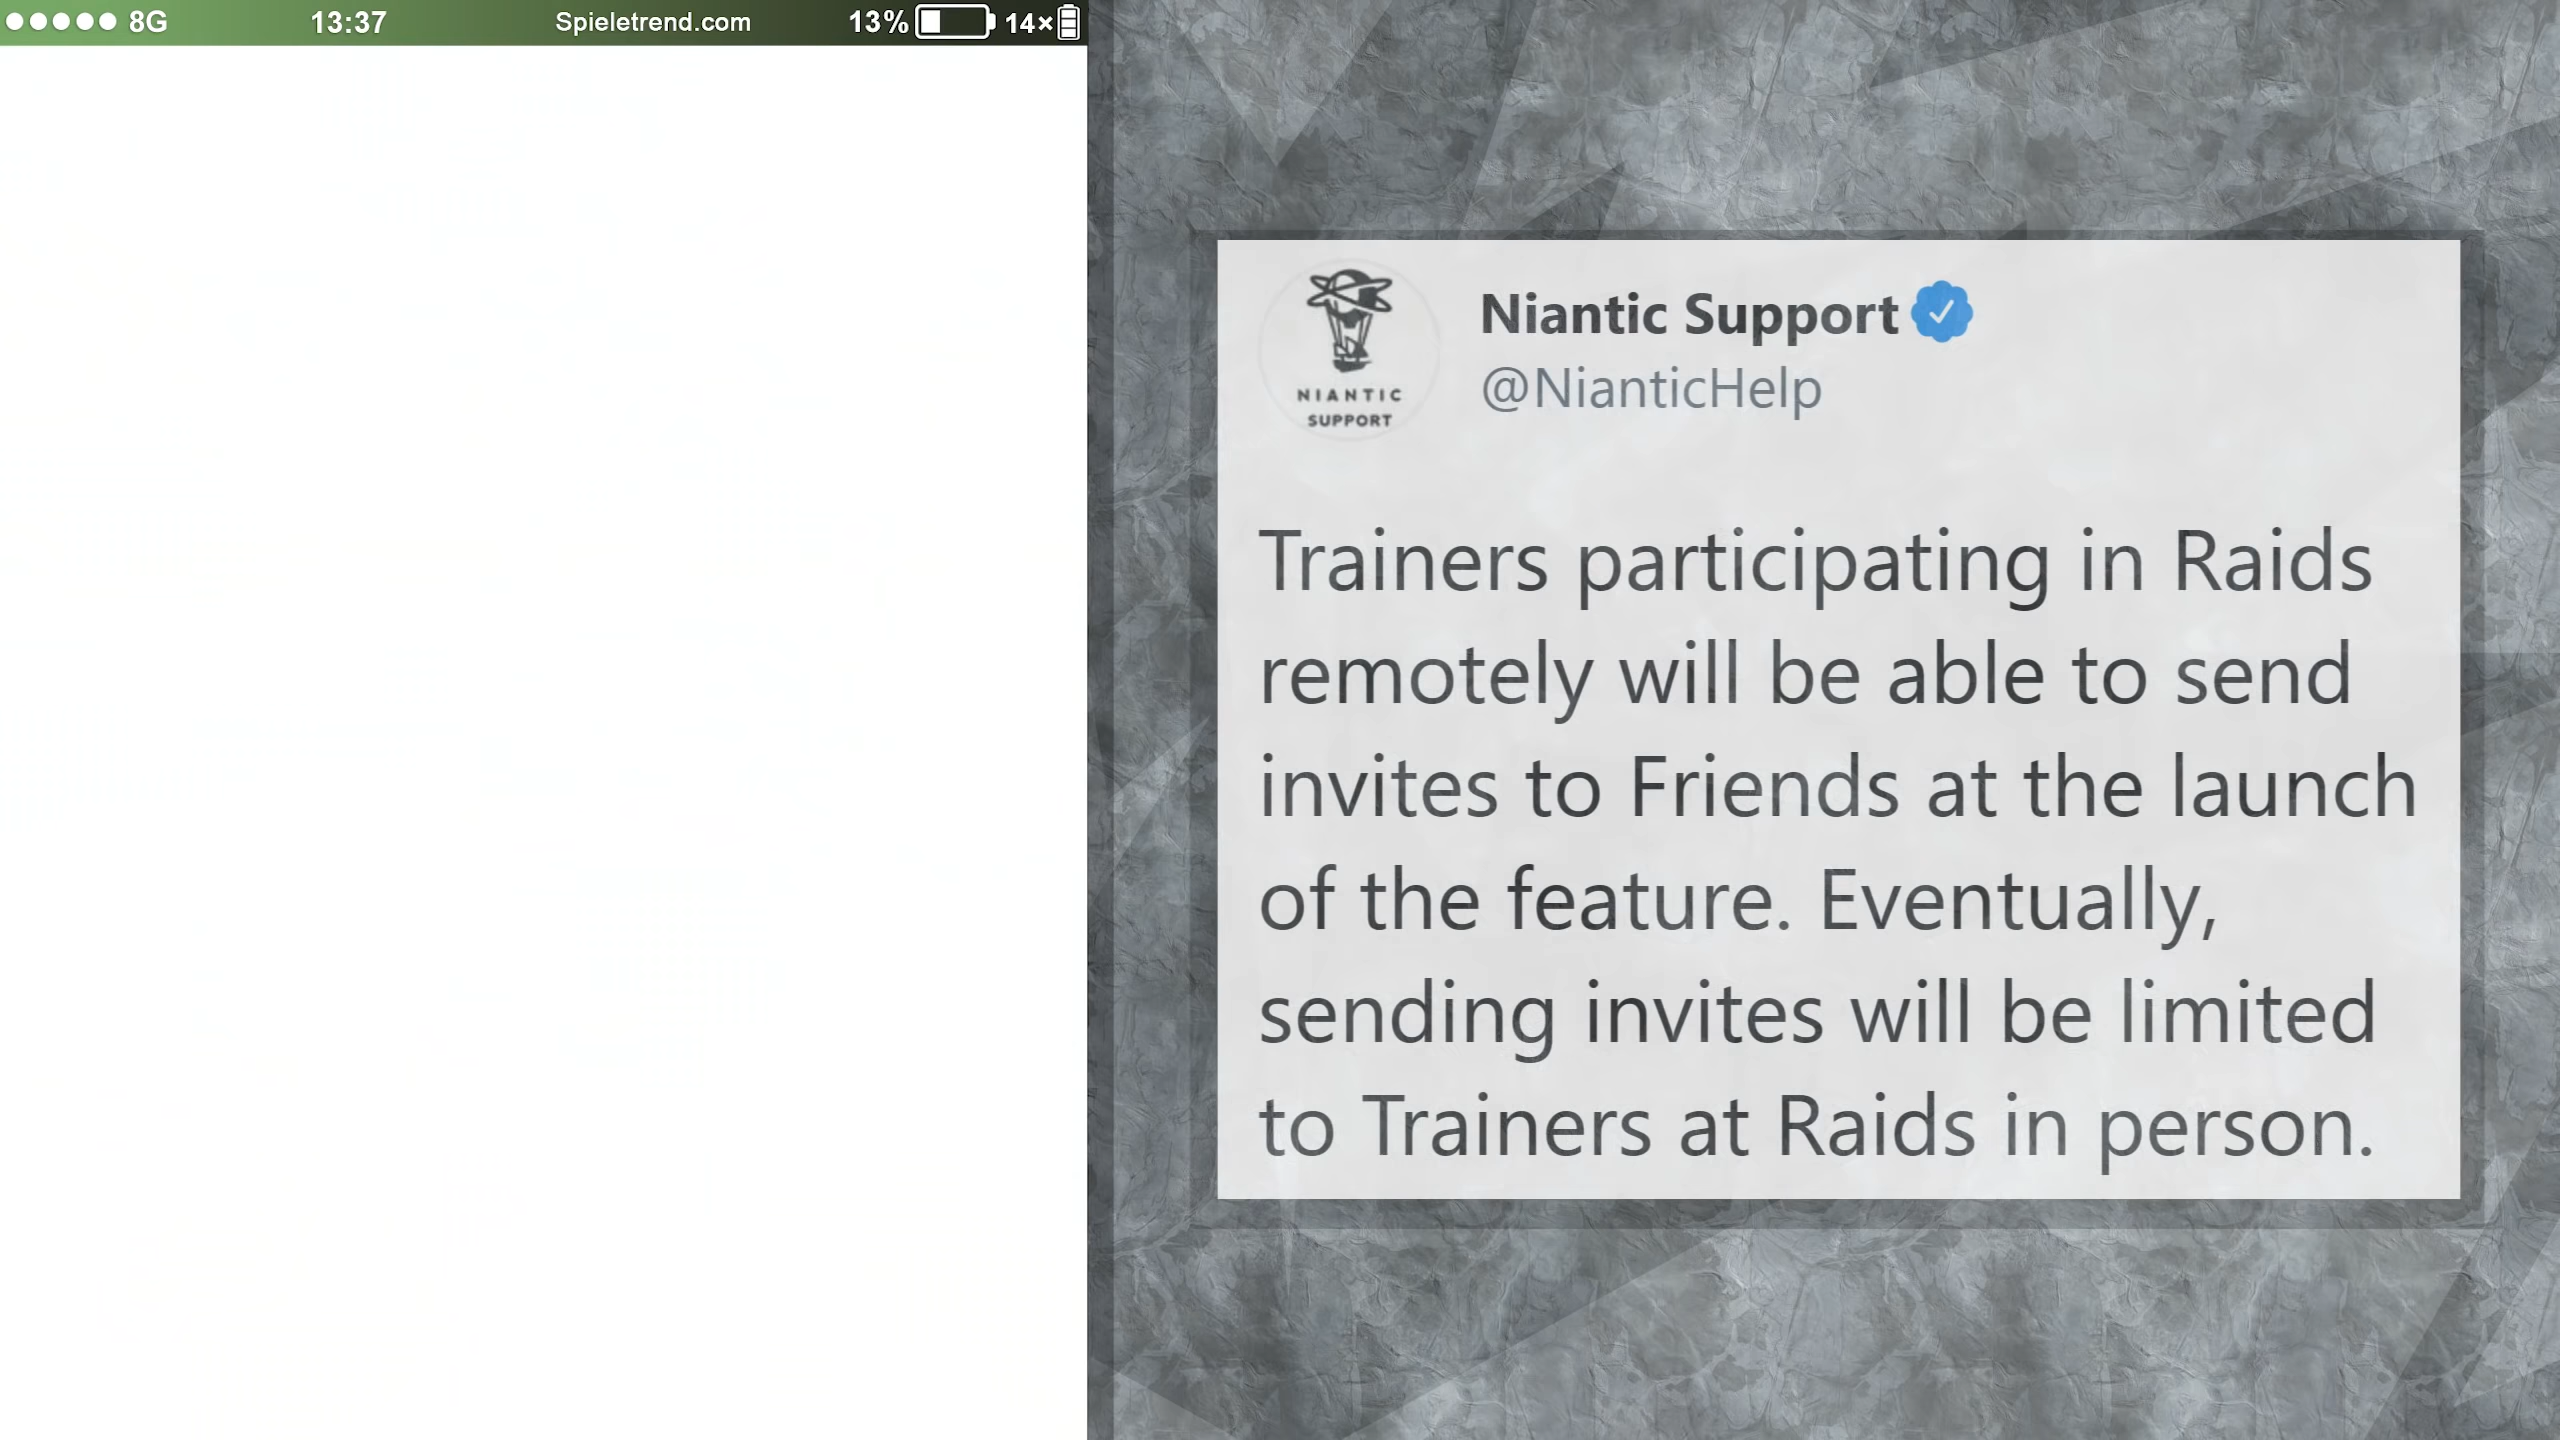 8G 13:37 Spieletrend.com 13% 14×
NIANTIC
SUPPORT
Niantic Support
@NianticHelp
Trainers participating in Raids
remotely will be able to send
invites to Friends at the launch
of the feature. Eventually,
sending invites will be limited
to Trainers at Raids in person.